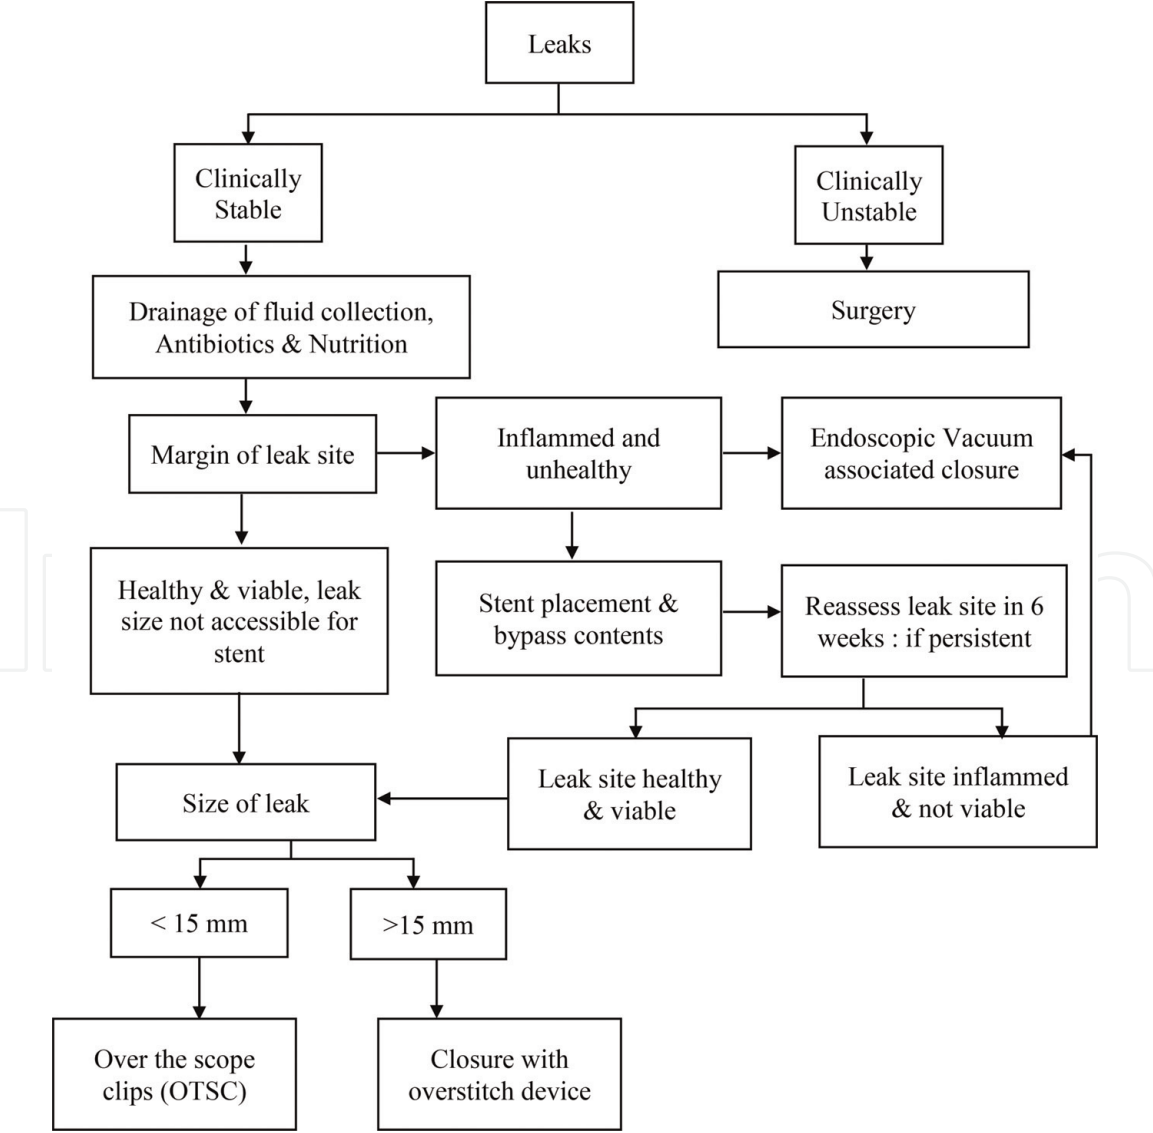 Leaks
Clinically
Stable
Clinically
Unstable
Drainage of fluid collection,
Antibiotics & Nutrition
Surgery
Margin of leak site
Inflammed and
unhealthy
Endoscopic Vacuum
associated closure
Healthy & viable, leak
size not accessible for
stent
Stent placement &
bypass contents
Reassess leak site in 6
weeks : if persistent
Size of leak
Leak site healthy
& viable
Leak site inflammed
& not viable
< 15 mm
>15 mm
Over the scope
clips (OTSC)
Closure with
overstitch device